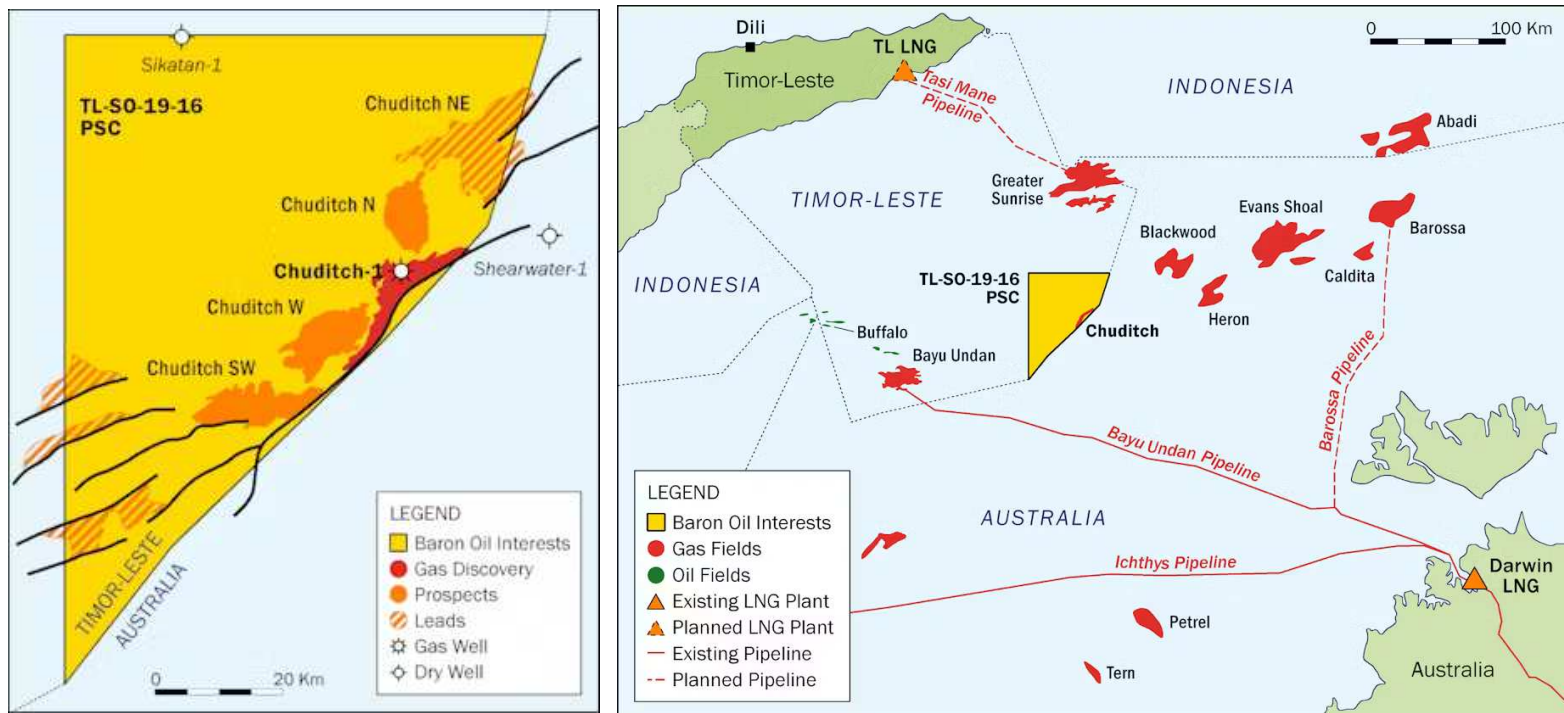 Sikatan-1
TL-SO-19-16
PSC
Chuditch NE
Chuditch N
Chuditch-1
Shearwater-1
Chuditch W
Chuditch SW
TIMOR-LESTE
AUSTRALIA
0 20 Km
LEGEND
Baron Oil Interests
Gas Discovery
Prospects
Leads
Gas Well
Dry Well
Dili
TL LNG
Timor-Leste
Tasi Mane
Pipeline
INDONESIA
0 100 Km
Abadi
Greater
Sunrise
TIMOR-LESTE
Evans Shoal
Barossa
Blackwood
Caldita
Heron
TL-SO-19-16
PSC
Chuditch
INDONESIA
Buffalo
Bayu Undan
Barossa Pipeline
Bayu Undan Pipeline
AUSTRALIA
Ichthys Pipeline
Darwin
LNG
Petrel
Tern
Australia
LEGEND
Baron Oil Interests
Gas Fields
Oil Fields
Existing LNG Plant
Planned LNG Plant
Existing Pipeline
Planned Pipeline